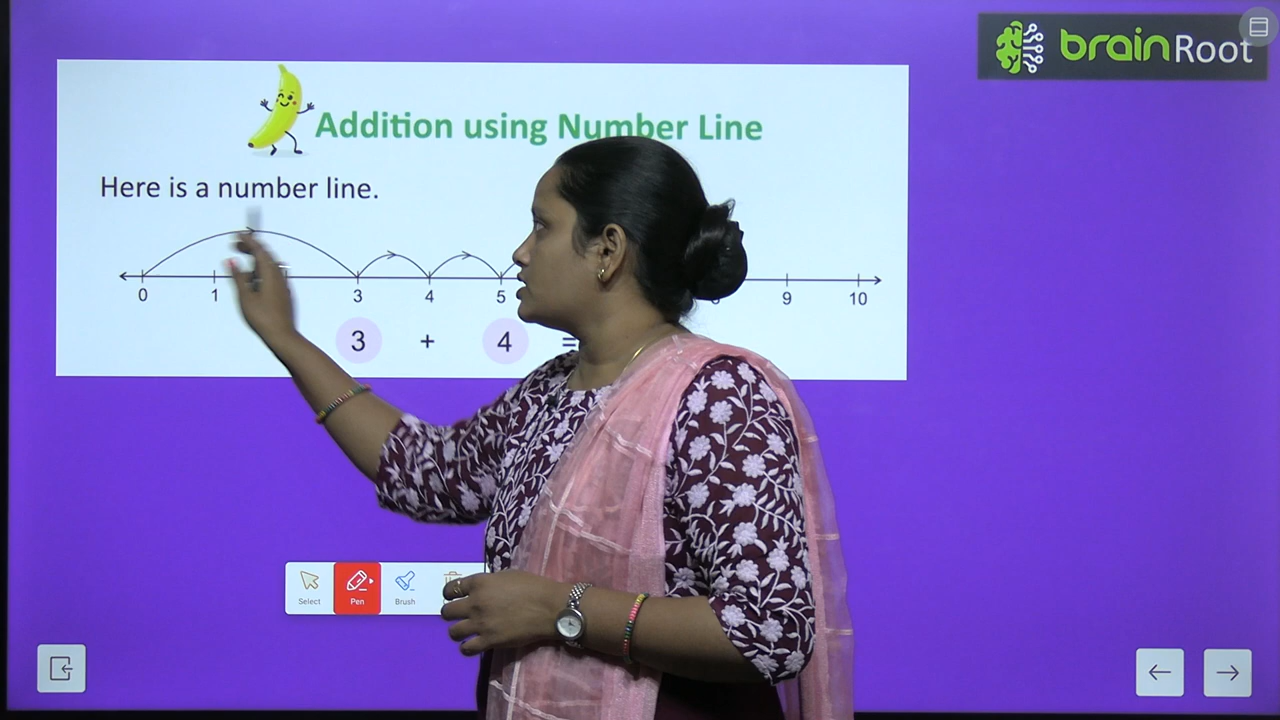 brainRoot
Addition using Number Line
Here is a number line.
0 1 3 4 5 9 10
3 + 4 =
Select Pen Brush